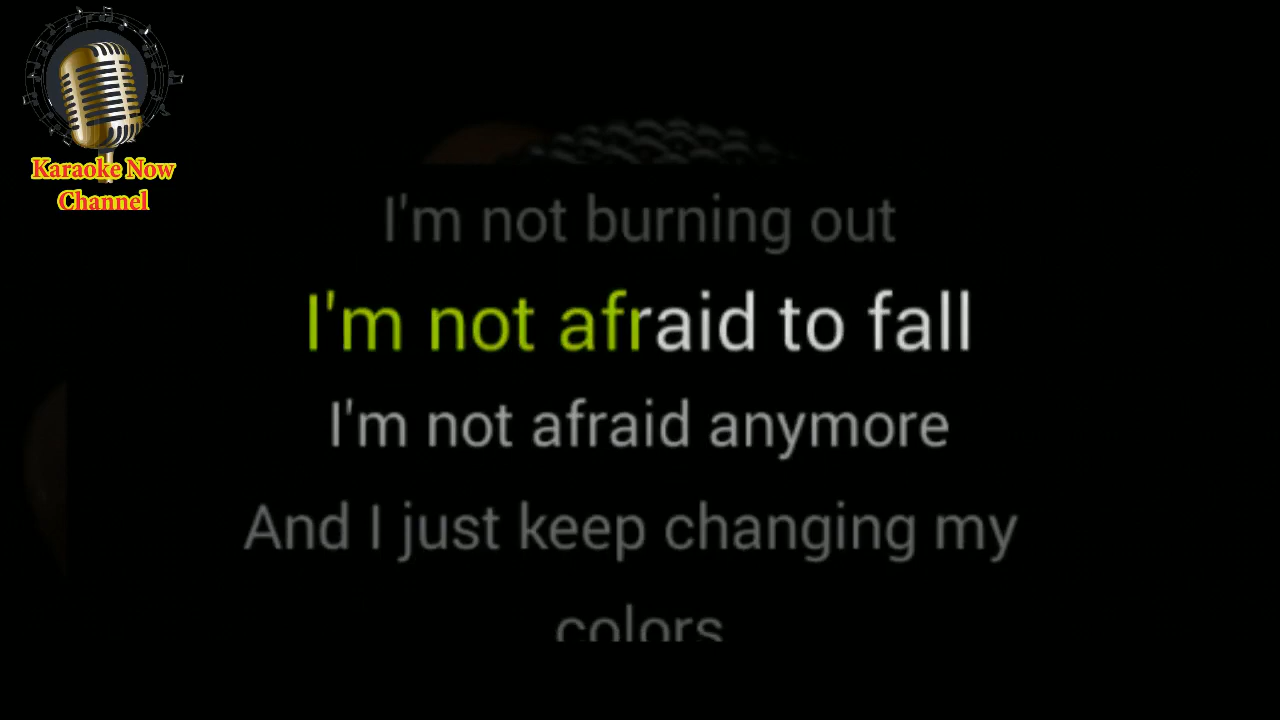 Karaoke Now
Channel
I'm not burning out
I'm not afraid to fall
I'm not afraid anymore
And I just keep changing my
colors